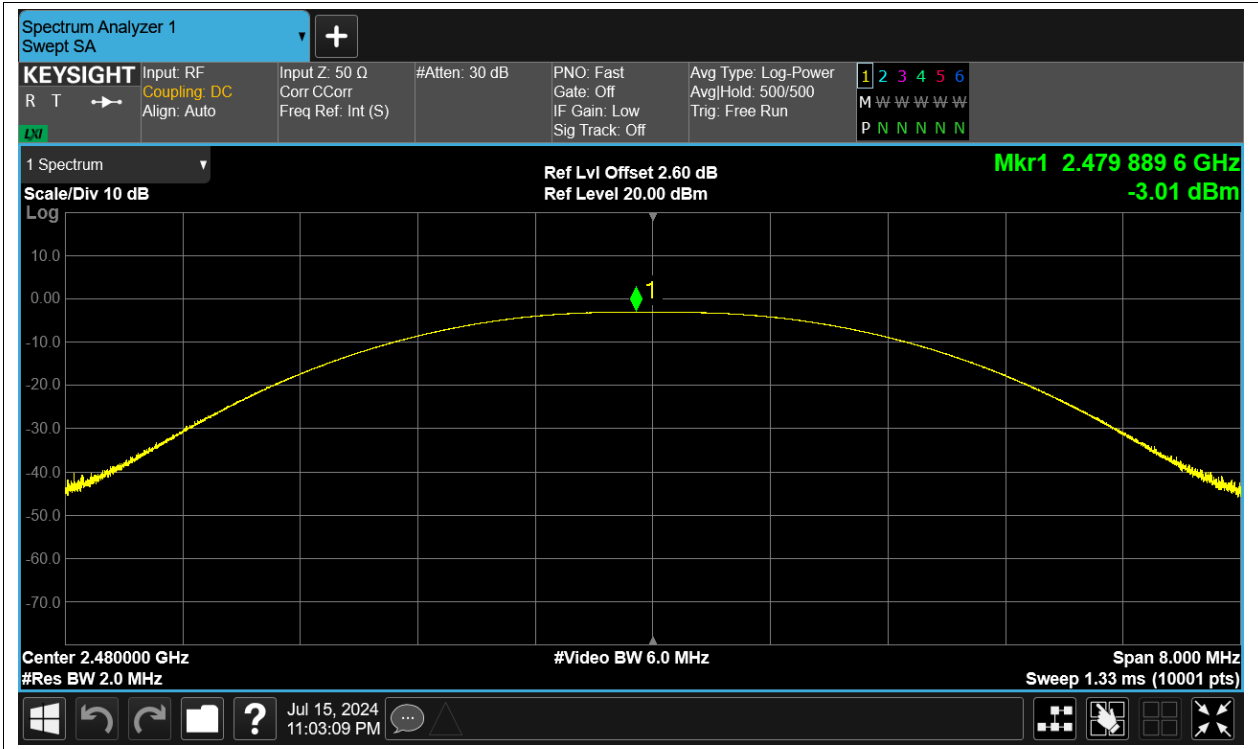 Spectrum Analyzer 1
Swept SA
KEYSIGHT
R T
LXI
Input: RF
Coupling: DC
Align: Auto
Input Z: 50 Ω
Corr CCorr
Freq Ref: Int (S)
#Atten: 30 dB
PNO: Fast
Gate: Off
IF Gain: Low
Sig Track: Off
Avg Type: Log-Power
Avg|Hold: 500/500
Trig: Free Run
1 2 3 4 5 6
M W W W W W
P N N N N N
1 Spectrum
Scale/Div 10 dB
Ref Lvl Offset 2.60 dB
Ref Level 20.00 dBm
Mkr1 2.479 889 6 GHz
-3.01 dBm
Log
10.0
0.00
-10.0
-20.0
-30.0
-40.0
-50.0
-60.0
-70.0
1
Center 2.480000 GHz
#Res BW 2.0 MHz
#Video BW 6.0 MHz
Span 8.000 MHz
Sweep 1.33 ms (10001 pts)
?
Jul 15, 2024
11:03:09 PM